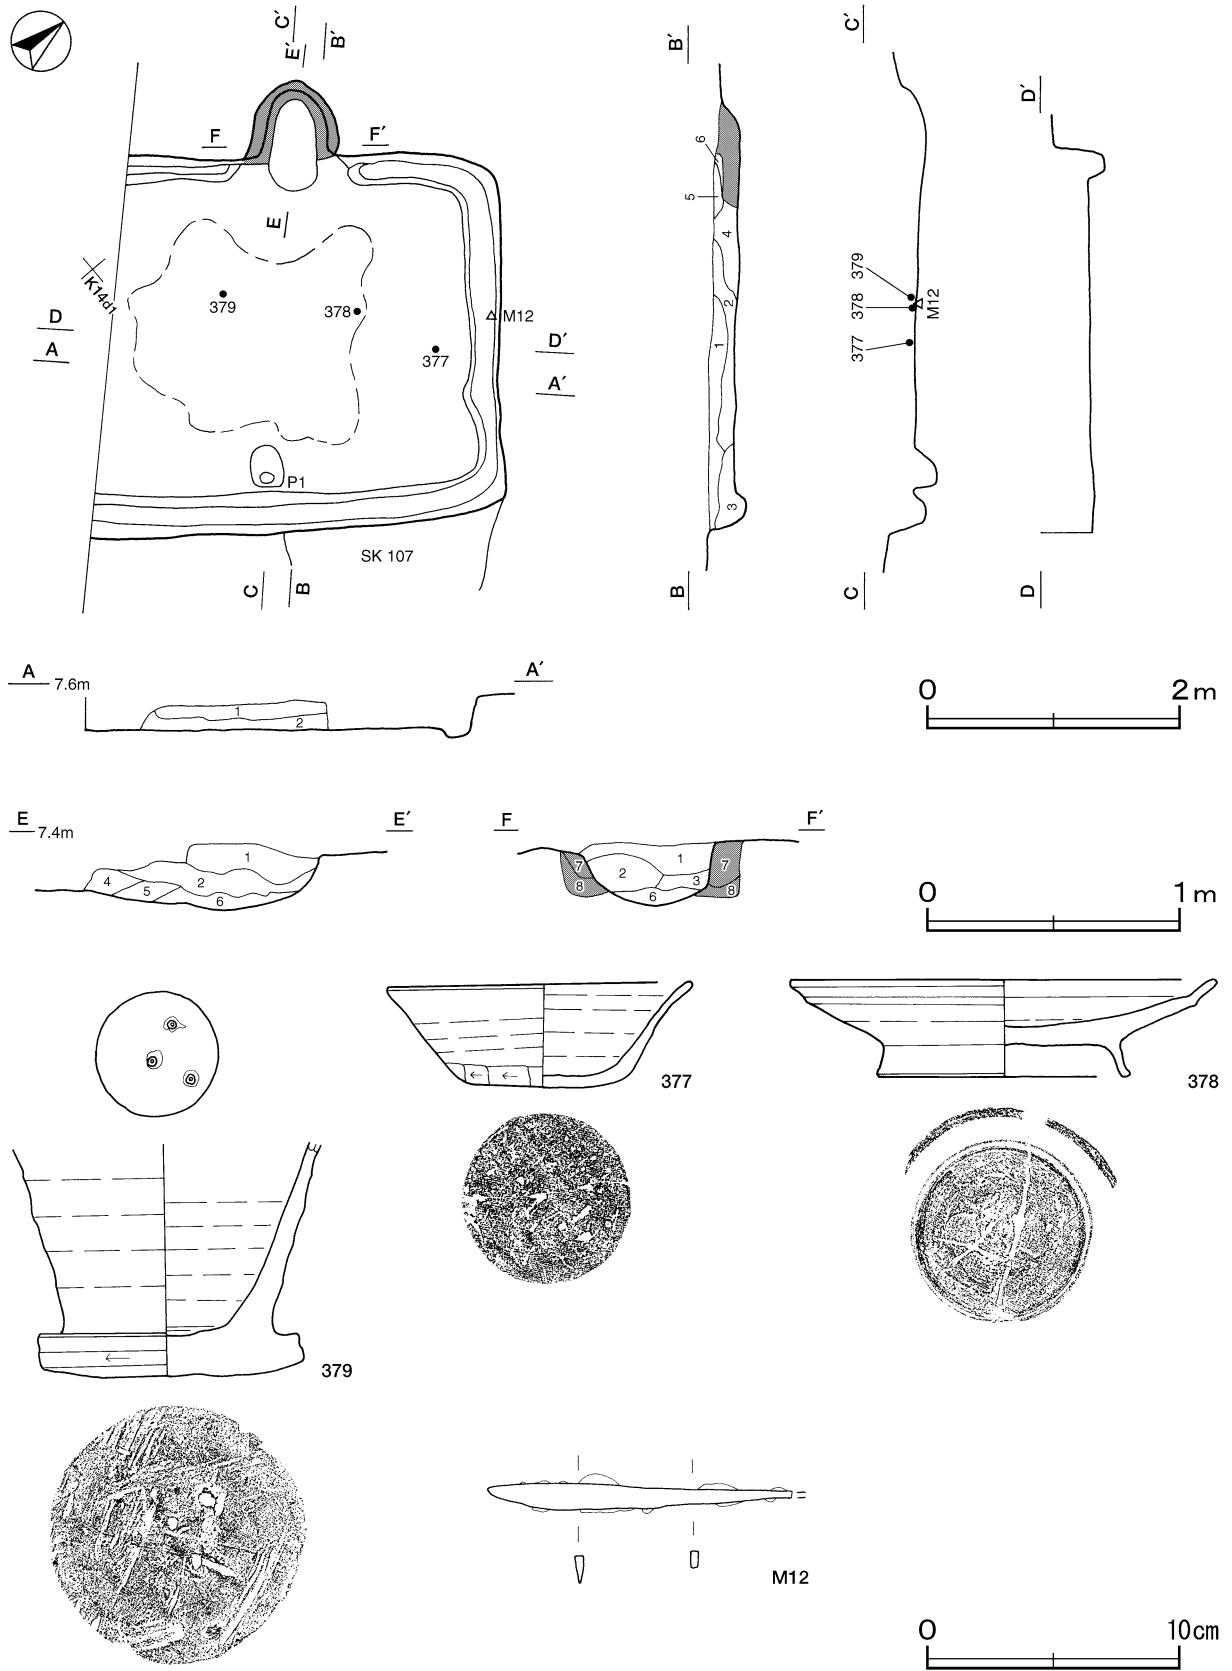 C′
E′
B′
F
F′
E
K14d1
379
378
M12
377
D
A
D′
A′
P1
SK 107
C
B
B′
6
5
4
2
1
3
B
C′
379
378
M12
377
C
D′
D
A
7.6m
A′
1
2
0
2m
E
7.4m
E′
1
2
4
5
6
F
F′
7
1
7
2
3
8
8
6
0
1m
377
378
379
M12
0
10cm